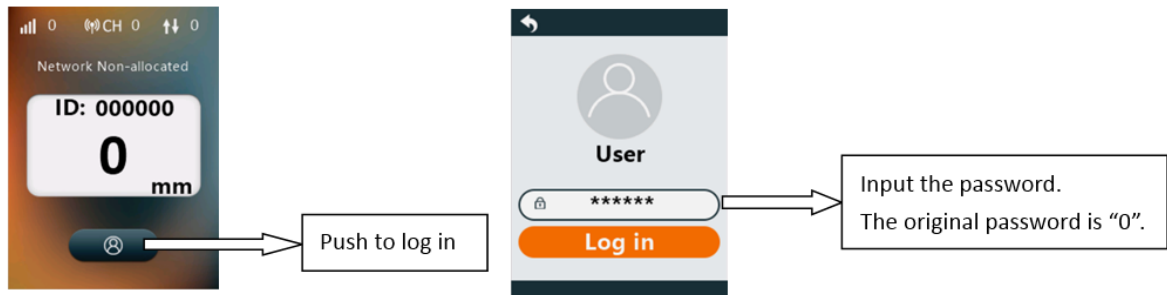 0 CH 0 0
Network Non-allocated
ID: 000000
0
mm
Push to log in
User
******
Log in
Input the password.
The original password is “0”.